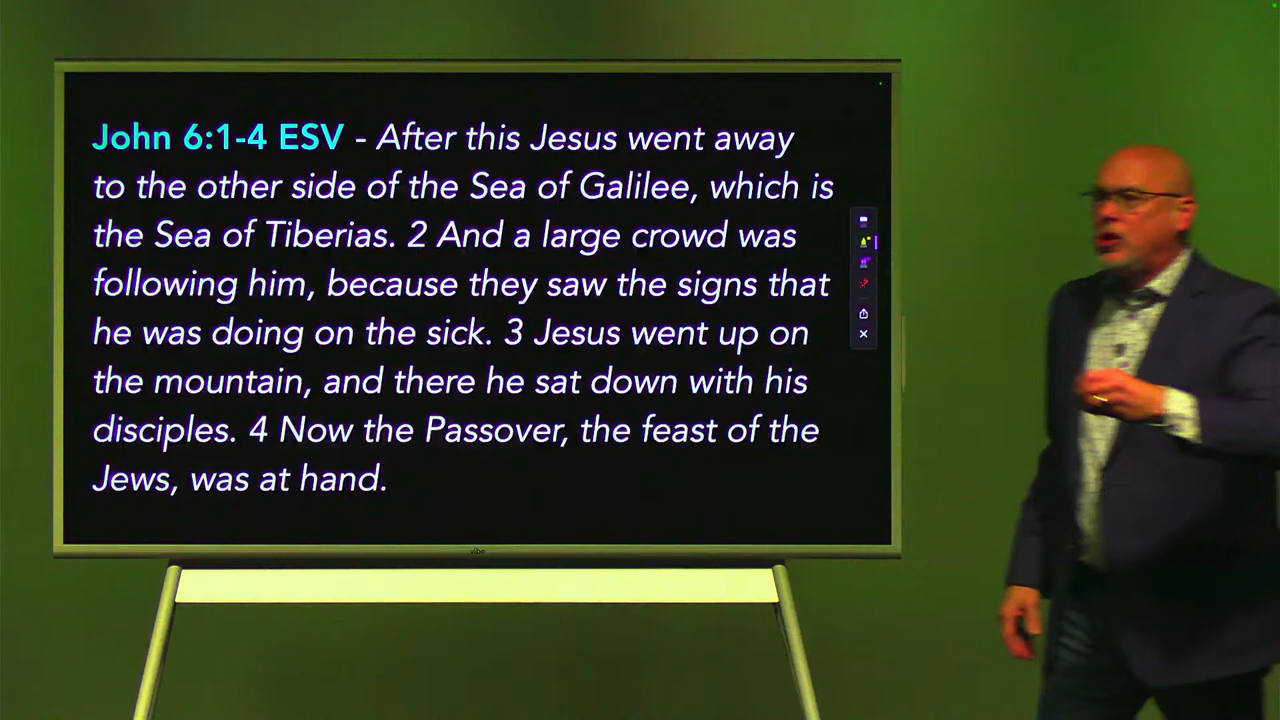 John 6:1-4 ESV - After this Jesus went away
to the other side of the Sea of Galilee, which is
the Sea of Tiberias. 2 And a large crowd was
following him, because they saw the signs that
he was doing on the sick. 3 Jesus went up on
the mountain, and there he sat down with his
disciples. 4 Now the Passover, the feast of the
Jews, was at hand.
vibe